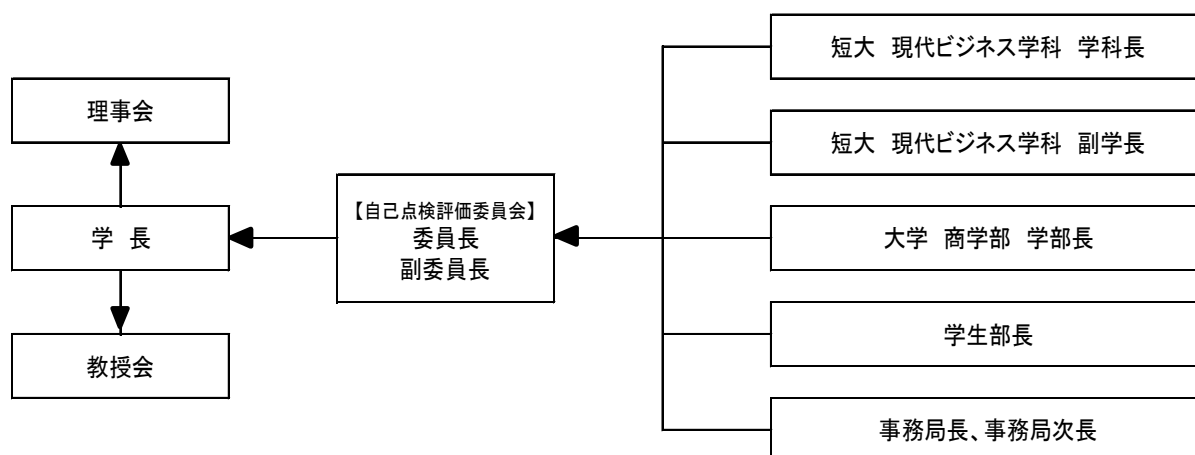 理事会
学 長
教授会
【自己点検評価委員会】
委員長
副委員長
短大 現代ビジネス学科 学科長
短大 現代ビジネス学科 副学長
大学 商学部 学部長
学生部長
事務局長、事務局次長